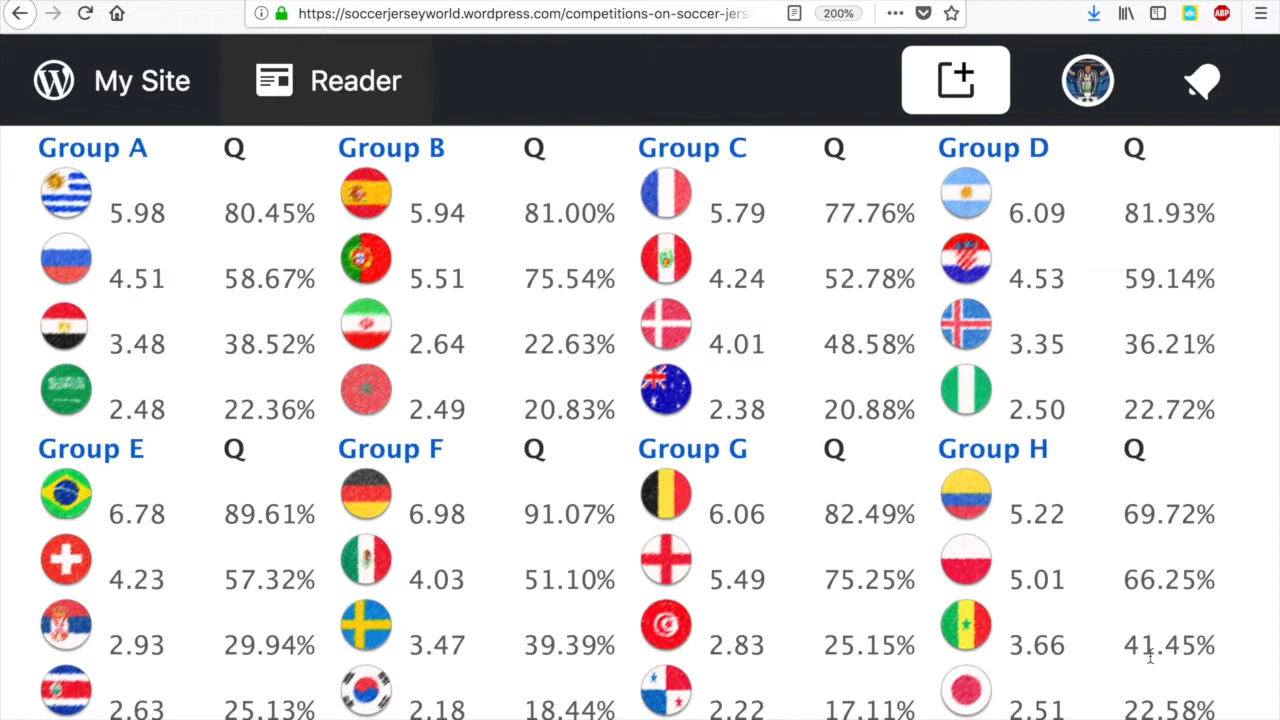 https://soccerjerseyworld.wordpress.com/competitions-on-soccer-jers
200%
ABP
My Site
Reader
Group A Q Group B Q Group C Q Group D Q
5.98 80.45% 5.94 81.00% 5.79 77.76% 6.09 81.93%
4.51 58.67% 5.51 75.54% 4.24 52.78% 4.53 59.14%
3.48 38.52% 2.64 22.63% 4.01 48.58% 3.35 36.21%
2.48 22.36% 2.49 20.83% 2.38 20.88% 2.50 22.72%
Group E Q Group F Q Group G Q Group H Q
6.78 89.61% 6.98 91.07% 6.06 82.49% 5.22 69.72%
4.23 57.32% 4.03 51.10% 5.49 75.25% 5.01 66.25%
2.93 29.94% 3.47 39.39% 2.83 25.15% 3.66 41.45%
2.63 25.13% 2.18 18.44% 2.22 17.11% 2.51 22.58%